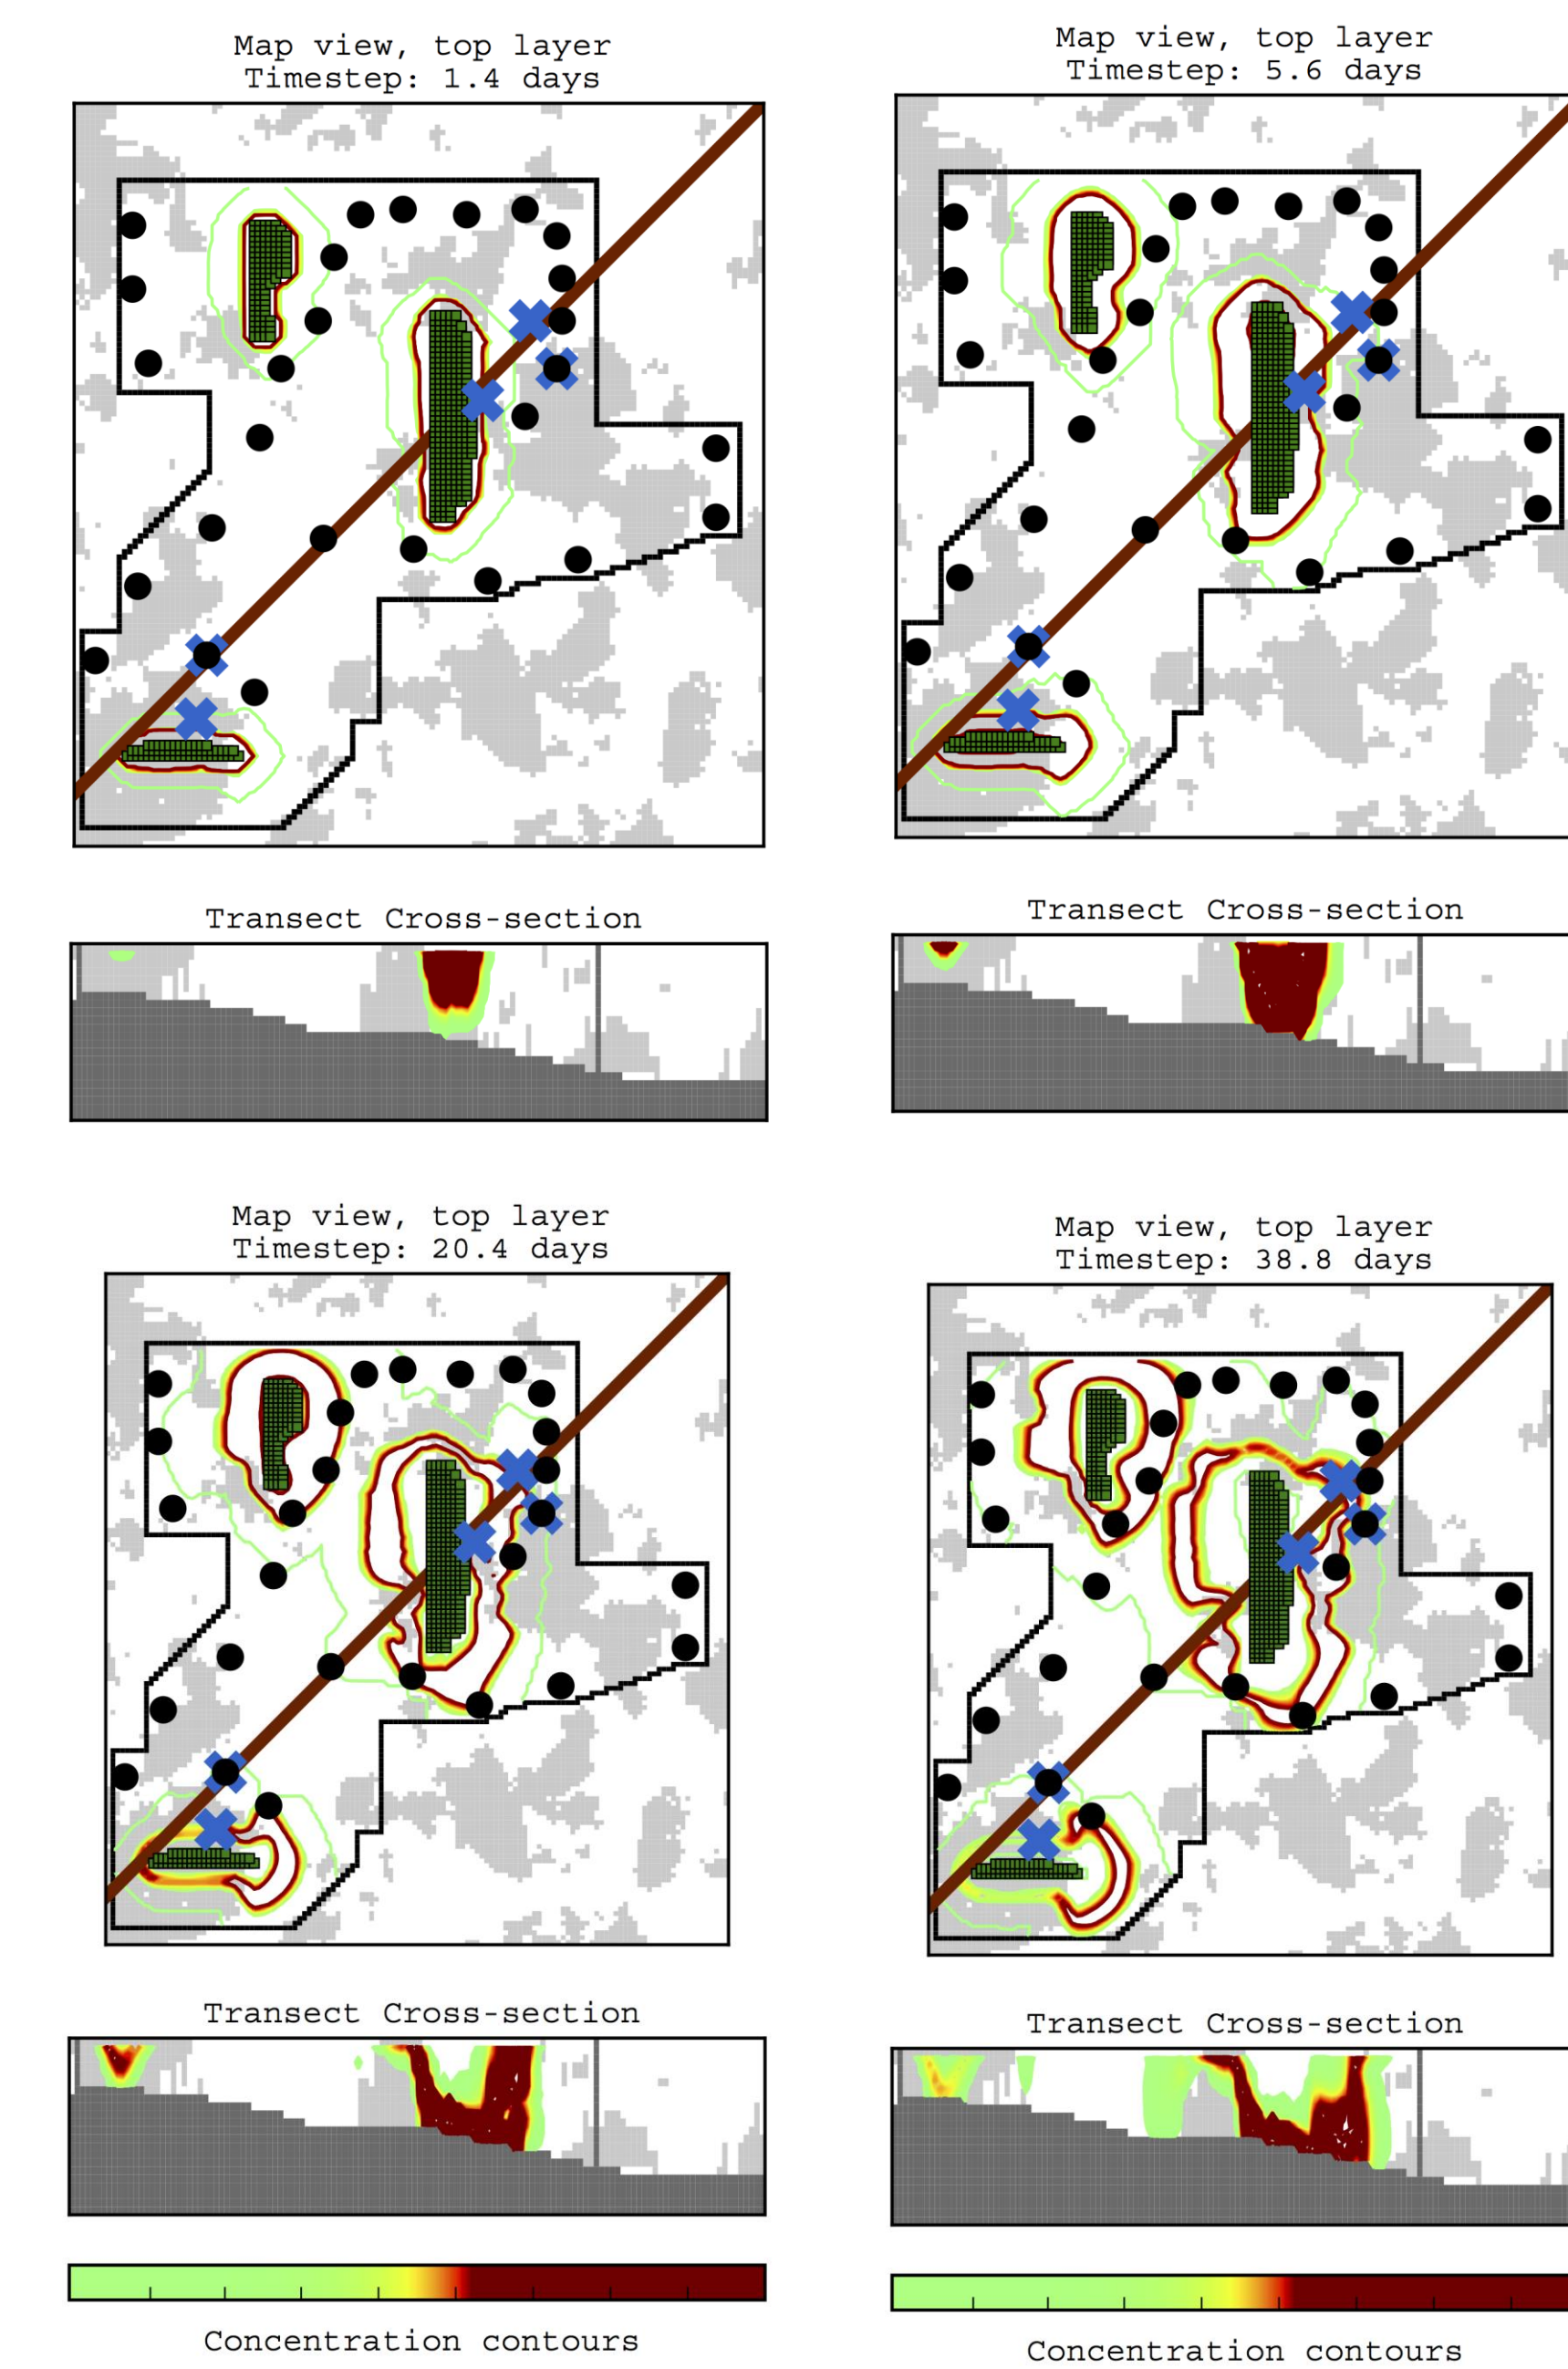 Map view, top layer
Timestep: 1.4 days
Map view, top layer
Timestep: 5.6 days
Transect Cross-section
Transect Cross-section
Map view, top layer
Timestep: 20.4 days
Map view, top layer
Timestep: 38.8 days
Transect Cross-section
Transect Cross-section
Concentration contours
Concentration contours